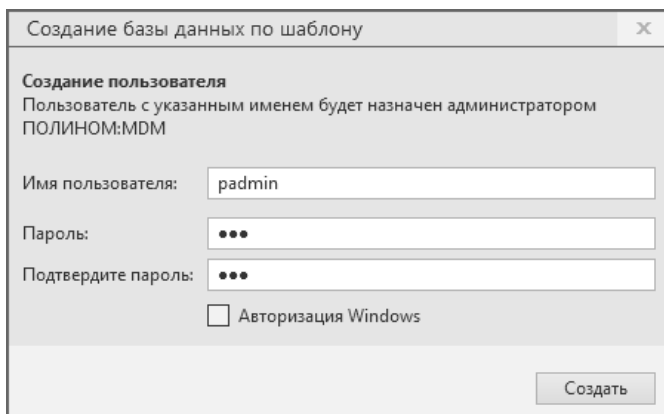 Создание базы данных по шаблону
Создание пользователя
Пользователь с указанным именем будет назначен администратором
ПОЛИНОМ:MDM
Имя пользователя: padmin
Пароль: •••
Подтвердите пароль: •••
Авторизация Windows
Создать